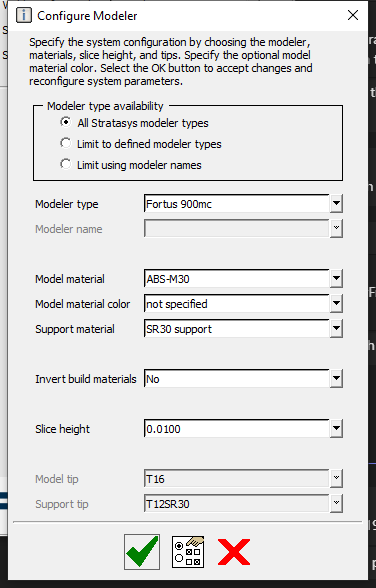 Configure Modeler
Specify the system configuration by choosing the modeler,
materials, slice height, and tips. Specify the optional model
material color. Select the OK button to accept changes and
reconfigure system parameters.
Modeler type availability
All Stratasys modeler types
Limit to defined modeler types
Limit using modeler names
Modeler type Fortus 900mc
Modeler name
Model material ABS-M30
Model material color not specified
Support material SR30 support
Invert build materials No
Slice height 0.0100
Model tip T16
Support tip T12SR30